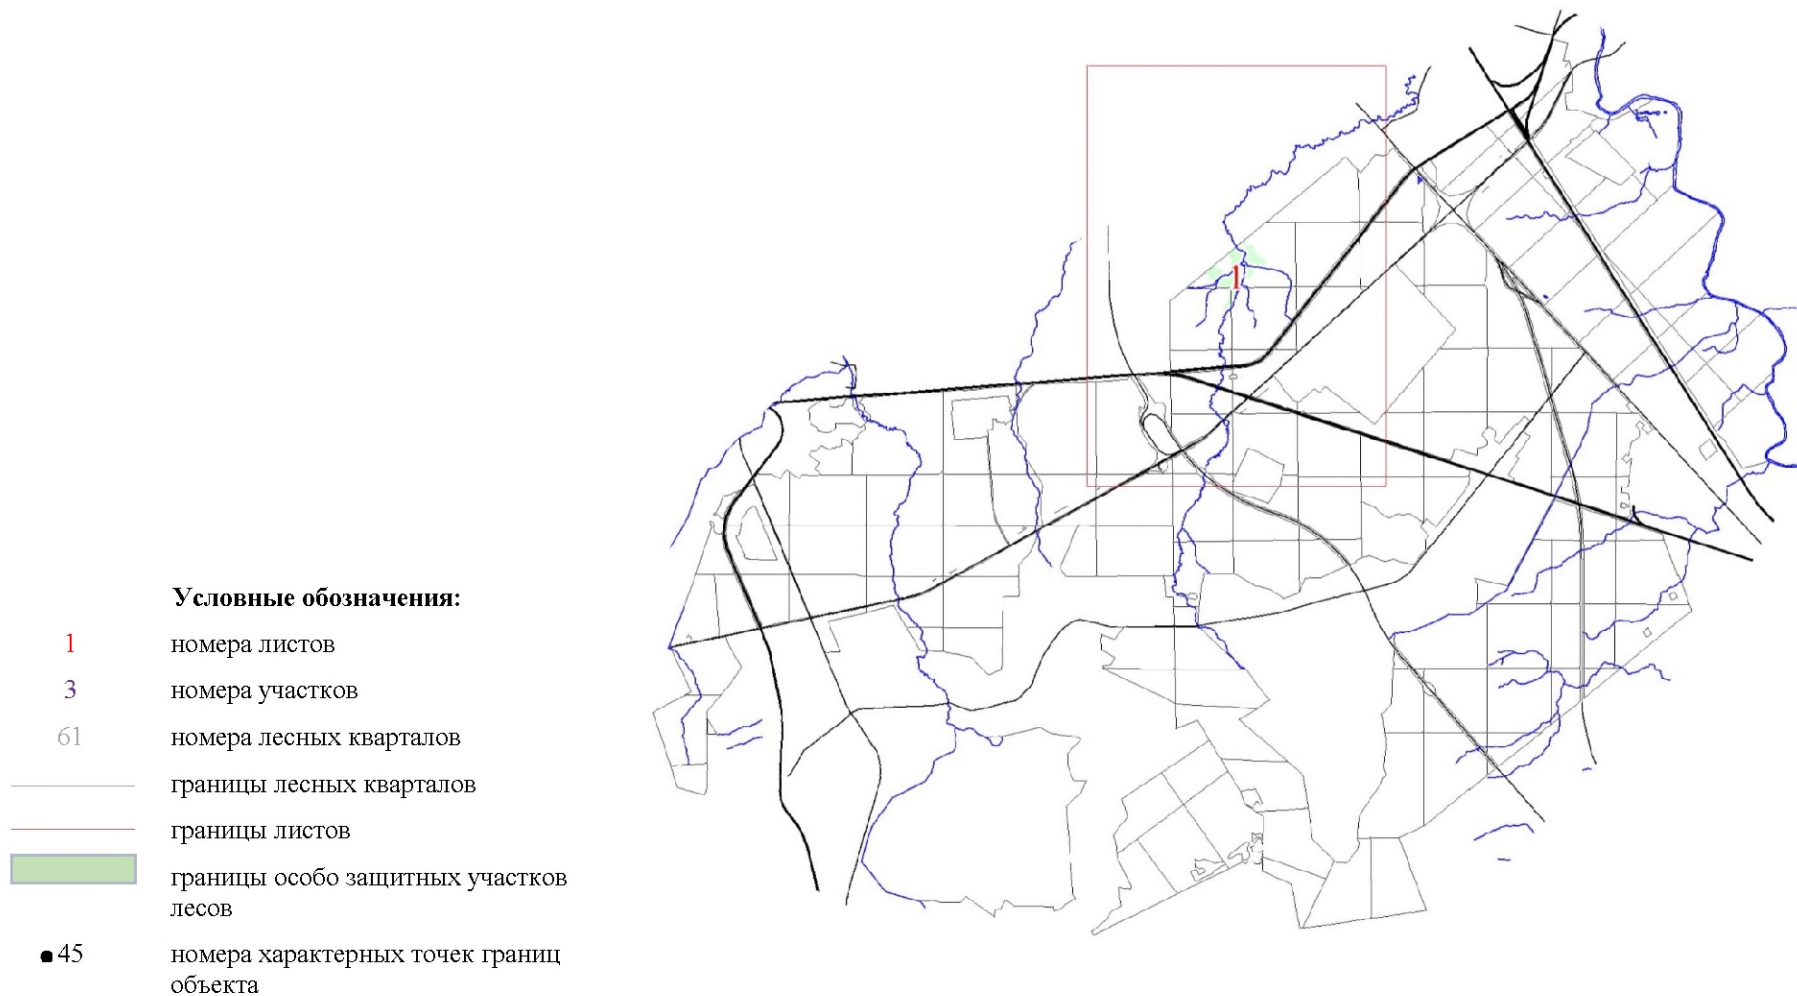 Условные обозначения:
1 номера листов
3 номера участков
61 номера лесных кварталов
границы лесных кварталов
границы листов
границы особо защитных участков
лесов
45 номера характерных точек границ
объекта
1